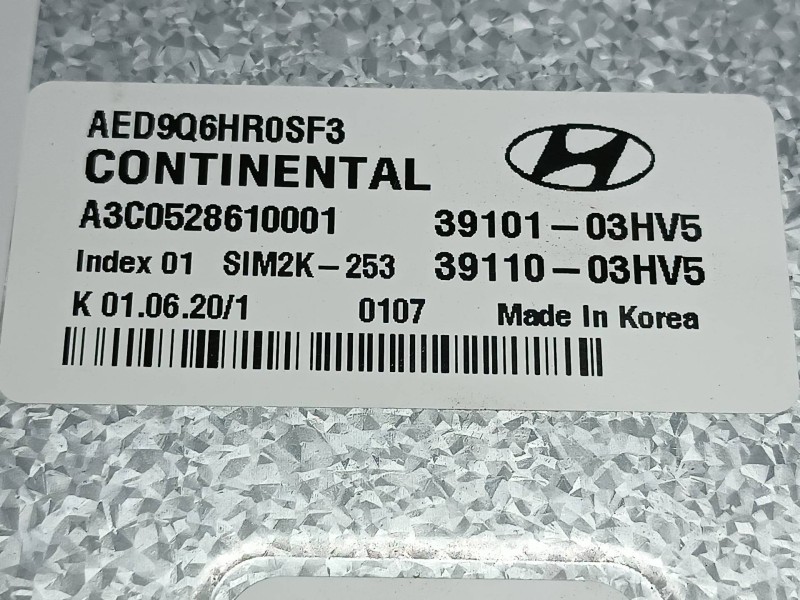 AED9Q6HR0SF3
CONTINENTAL
A3C0528610001 39101-03HV5
Index 01 SIM2K-253 39110-03HV5
K 01.06.20/1 0107 Made In Korea